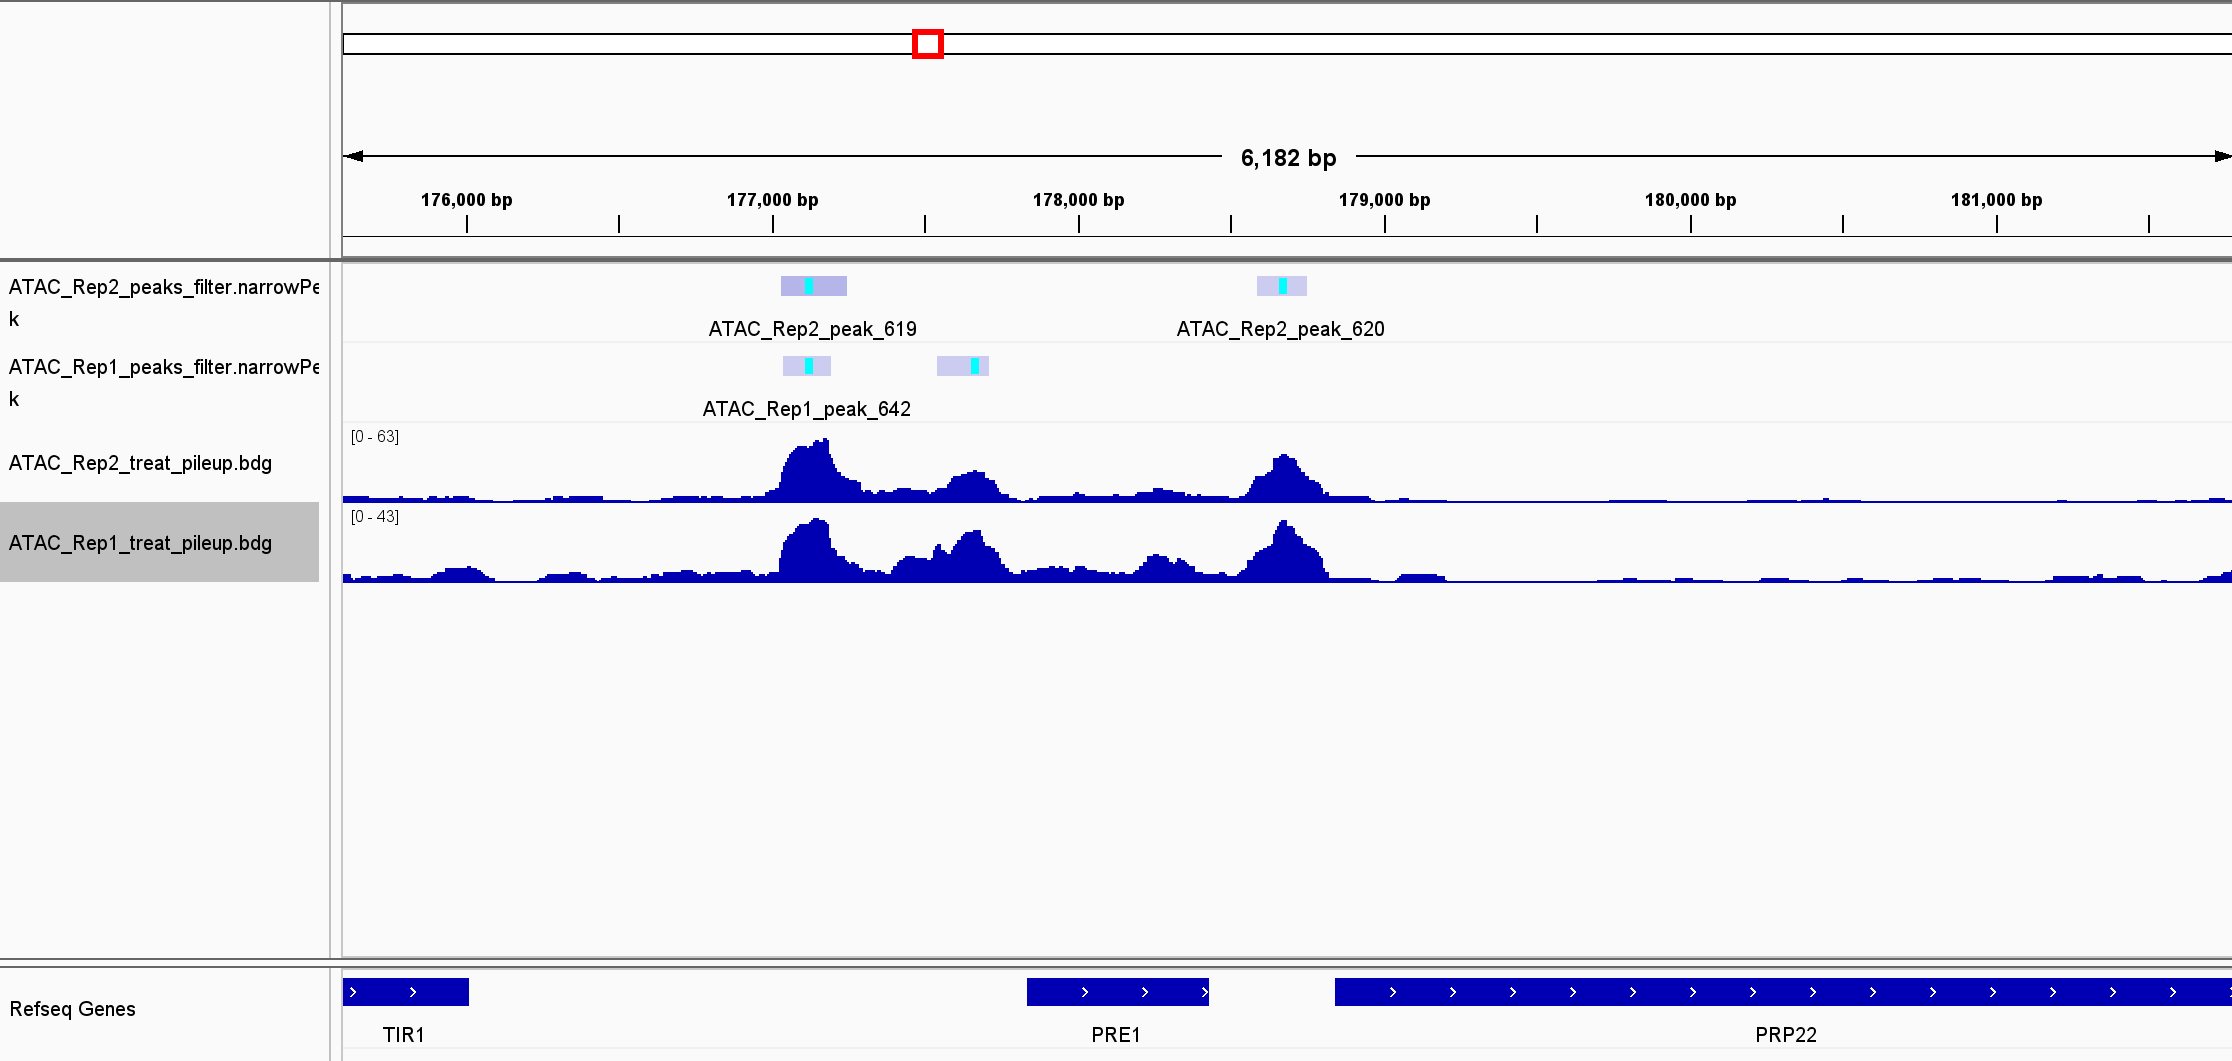 6,182 bp
176,000 bp 177,000 bp 178,000 bp 179,000 bp 180,000 bp 181,000 bp
ATAC_Rep2_peaks_filter.narrowPe
k
ATAC_Rep2_peak_619 ATAC_Rep2_peak_620
ATAC_Rep1_peaks_filter.narrowPe
k
ATAC_Rep1_peak_642
[0 - 63]
ATAC_Rep2_treat_pileup.bdg
[0 - 43]
ATAC_Rep1_treat_pileup.bdg
Refseq Genes
TIR1 PRE1 PRP22